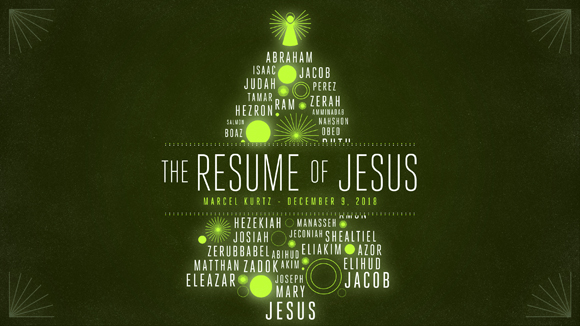 ABRAHAM
ISAAC JACOB
JUDAH PEREZ
TAMAR ZERAH
HEZRON RAM AMMINADAB
SALMON NAHSHON
BOAZ OBED
RUTH
THE RESUME OF JESUS
MARCEL KURTZ - DECEMBER 9, 2018
AMON
HEZEKIAH MANASSEH
JOSIAH JECONIAH SHEALTIEL
ZERUBBABEL ABIHUD ELIAKIM AZOR
MATTHAN ZADOK AKIM ELIHUD
ELEAZAR JOSEPH JACOB
MARY
JESUS